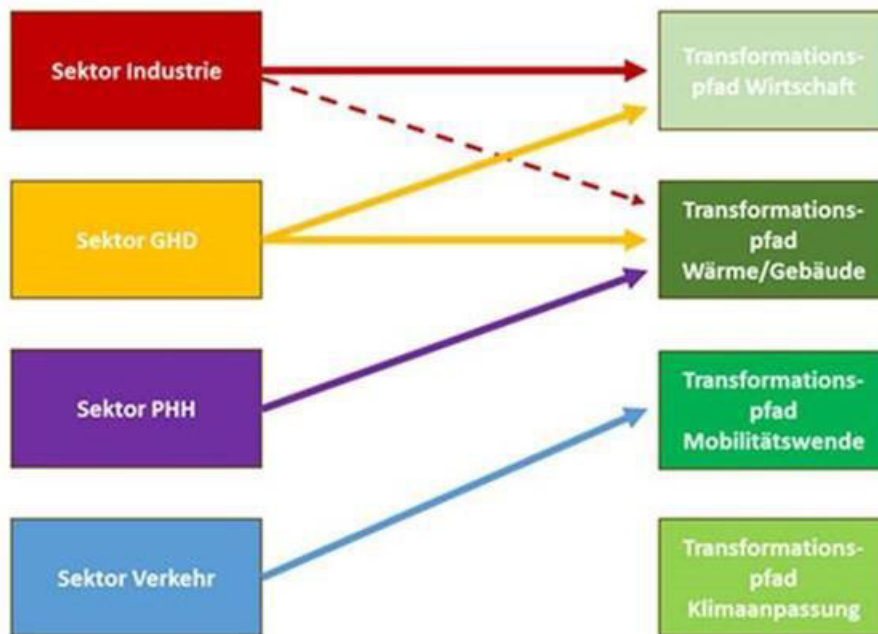 Sektor Industrie
Transformations-
pfad Wirtschaft
Sektor GHD
Transformations-
pfad
Wärme/Gebäude
Sektor PHH
Transformations-
pfad
Mobilitätswende
Sektor Verkehr
Transformations-
pfad
Klimaanpassung